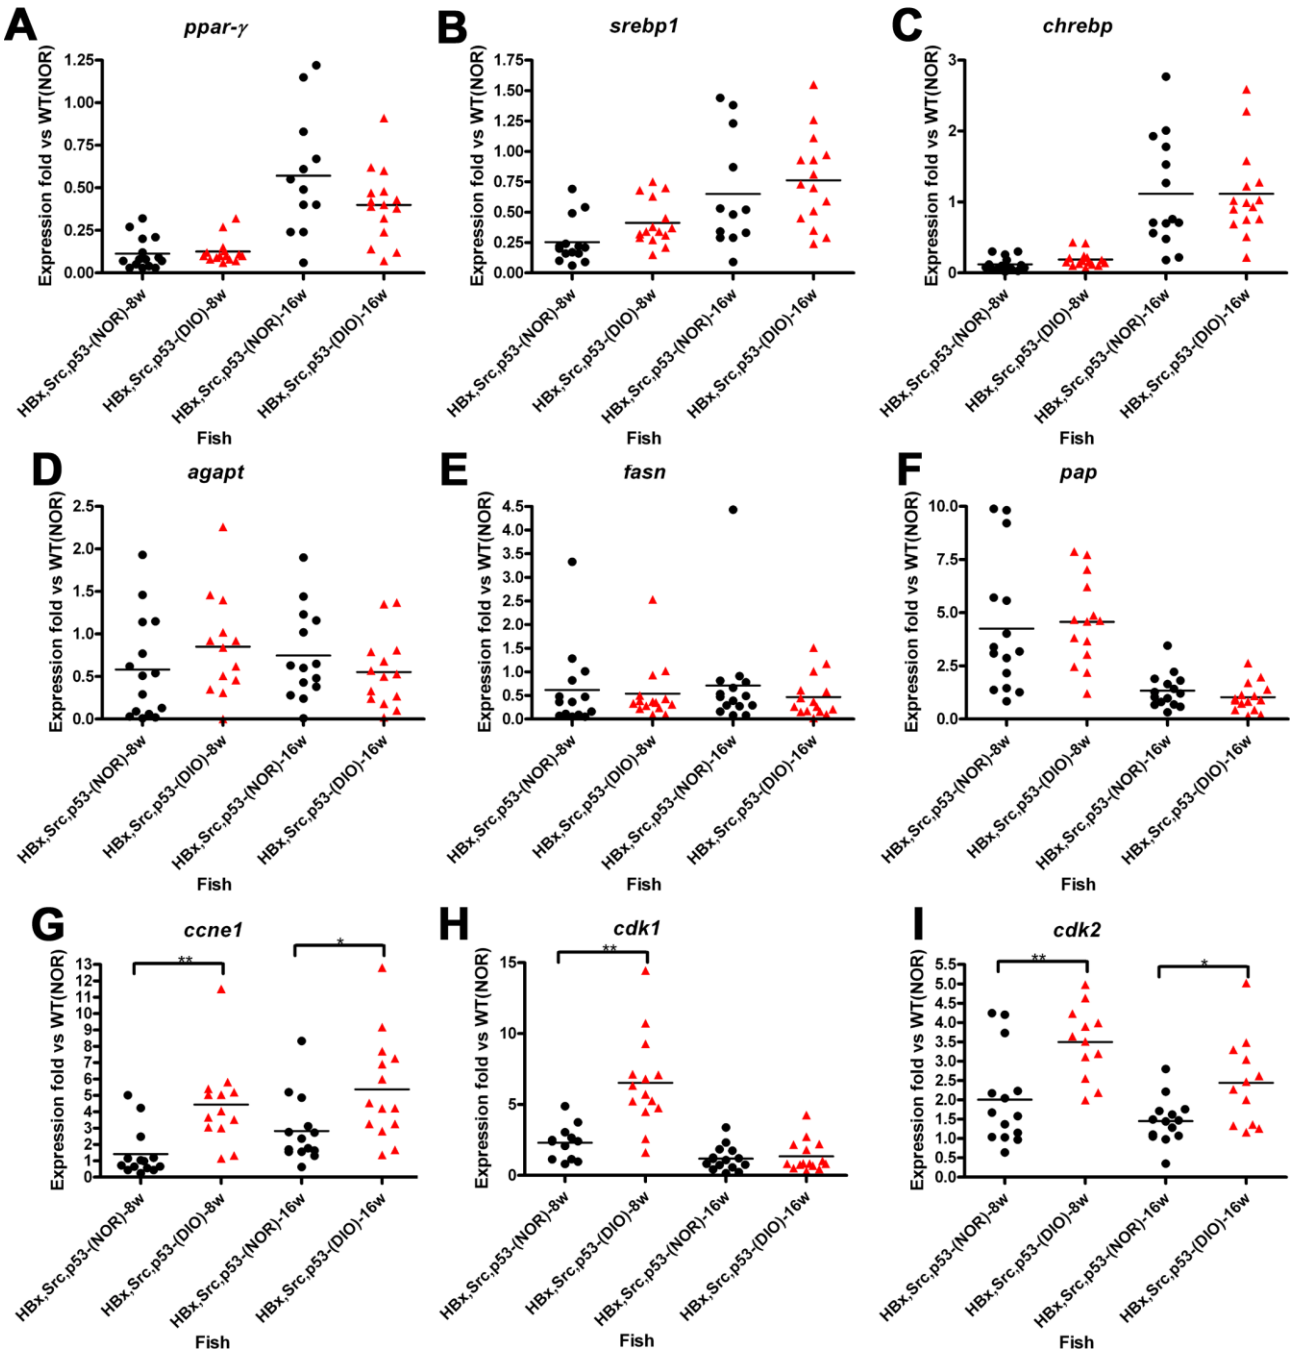 A
ppar-γ
Expression fold vs WT(NOR)
1.25
1.00
0.75
0.50
0.25
0.00
HBx,Src,p53-(NOR)-8w
HBx,Src,p53-(DIO)-8w
HBx,Src,p53-(NOR)-16w
HBx,Src,p53-(DIO)-16w
Fish
B
srebp1
Expression fold vs WT(NOR)
1.75
1.50
1.25
1.00
0.75
0.50
0.25
0.00
HBx,Src,p53-(NOR)-8w
HBx,Src,p53-(DIO)-8w
HBx,Src,p53-(NOR)-16w
HBx,Src,p53-(DIO)-16w
Fish
C
chrebp
Expression fold vs WT(NOR)
3
2
1
0
HBx,Src,p53-(NOR)-8w
HBx,Src,p53-(DIO)-8w
HBx,Src,p53-(NOR)-16w
HBx,Src,p53-(DIO)-16w
Fish
D
agapt
Expression fold vs WT(NOR)
2.5
2.0
1.5
1.0
0.5
0.0
HBx,Src,p53-(NOR)-8w
HBx,Src,p53-(DIO)-8w
HBx,Src,p53-(NOR)-16w
HBx,Src,p53-(DIO)-16w
Fish
E
fasn
Expression fold vs WT(NOR)
4.5
4.0
3.5
3.0
2.5
2.0
1.5
1.0
0.5
0.0
HBx,Src,p53-(NOR)-8w
HBx,Src,p53-(DIO)-8w
HBx,Src,p53-(NOR)-16w
HBx,Src,p53-(DIO)-16w
Fish
F
pap
Expression fold vs WT(NOR)
10.0
7.5
5.0
2.5
0.0
HBx,Src,p53-(NOR)-8w
HBx,Src,p53-(DIO)-8w
HBx,Src,p53-(NOR)-16w
HBx,Src,p53-(DIO)-16w
Fish
G
ccne1
Expression fold vs WT(NOR)
13
12
11
10
9
8
7
6
5
4
3
2
1
0
**
*
HBx,Src,p53-(NOR)-8w
HBx,Src,p53-(DIO)-8w
HBx,Src,p53-(NOR)-16w
HBx,Src,p53-(DIO)-16w
Fish
H
cdk1
Expression fold vs WT(NOR)
15
10
5
0
**
HBx,Src,p53-(NOR)-8w
HBx,Src,p53-(DIO)-8w
HBx,Src,p53-(NOR)-16w
HBx,Src,p53-(DIO)-16w
Fish
I
cdk2
Expression fold vs WT(NOR)
5.5
5.0
4.5
4.0
3.5
3.0
2.5
2.0
1.5
1.0
0.5
0.0
**
*
HBx,Src,p53-(NOR)-8w
HBx,Src,p53-(DIO)-8w
HBx,Src,p53-(NOR)-16w
HBx,Src,p53-(DIO)-16w
Fish